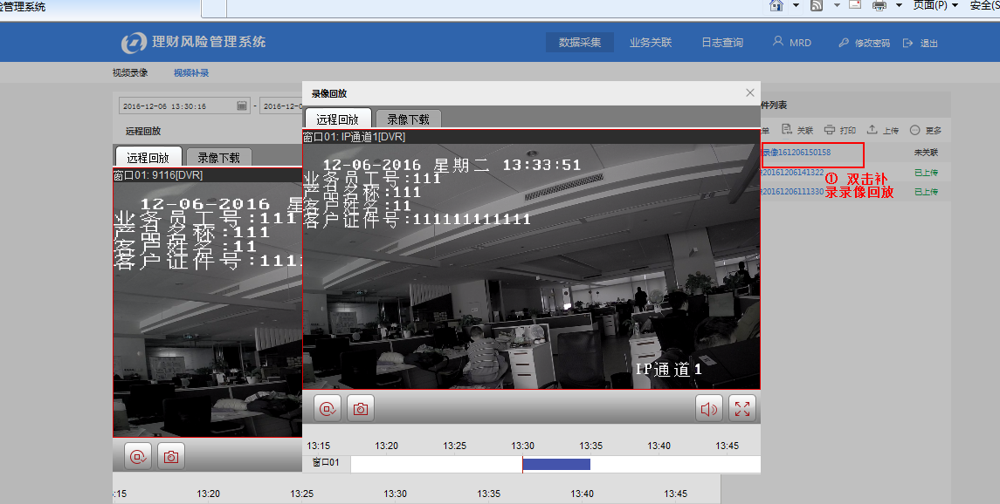 管理系统
页面(P)
安全(S
理财风险管理系统
数据采集
业务关联
日志查询
MRD
修改密码
退出
视频录像
视频补录
2016-12-06 13:30:16
-
2016-12-0
远程回放
远程回放
录像下载
窗口01: 9116[DVR]
12-06-2016 星
业务员工号:111
产品名称:111
客户姓名:11
客户证件号:1111
录像回放
远程回放
录像下载
窗口01: IP通道1[DVR]
12-06-2016 星期二 13:33:51
业务员工号:111
产品名称:111
客户姓名:11
客户证件号:111111111111
IP通道1
13:15
13:20
13:25
13:30
13:35
13:40
13:45
窗口01
:15
13:20
13:25
13:30
13:35
13:40
13:45
件列表
单
关联
打印
上传
更多
录像161206150158
未关联
20161206141322
已上传
20161206111330
已上传
① 双击补
录录像回放